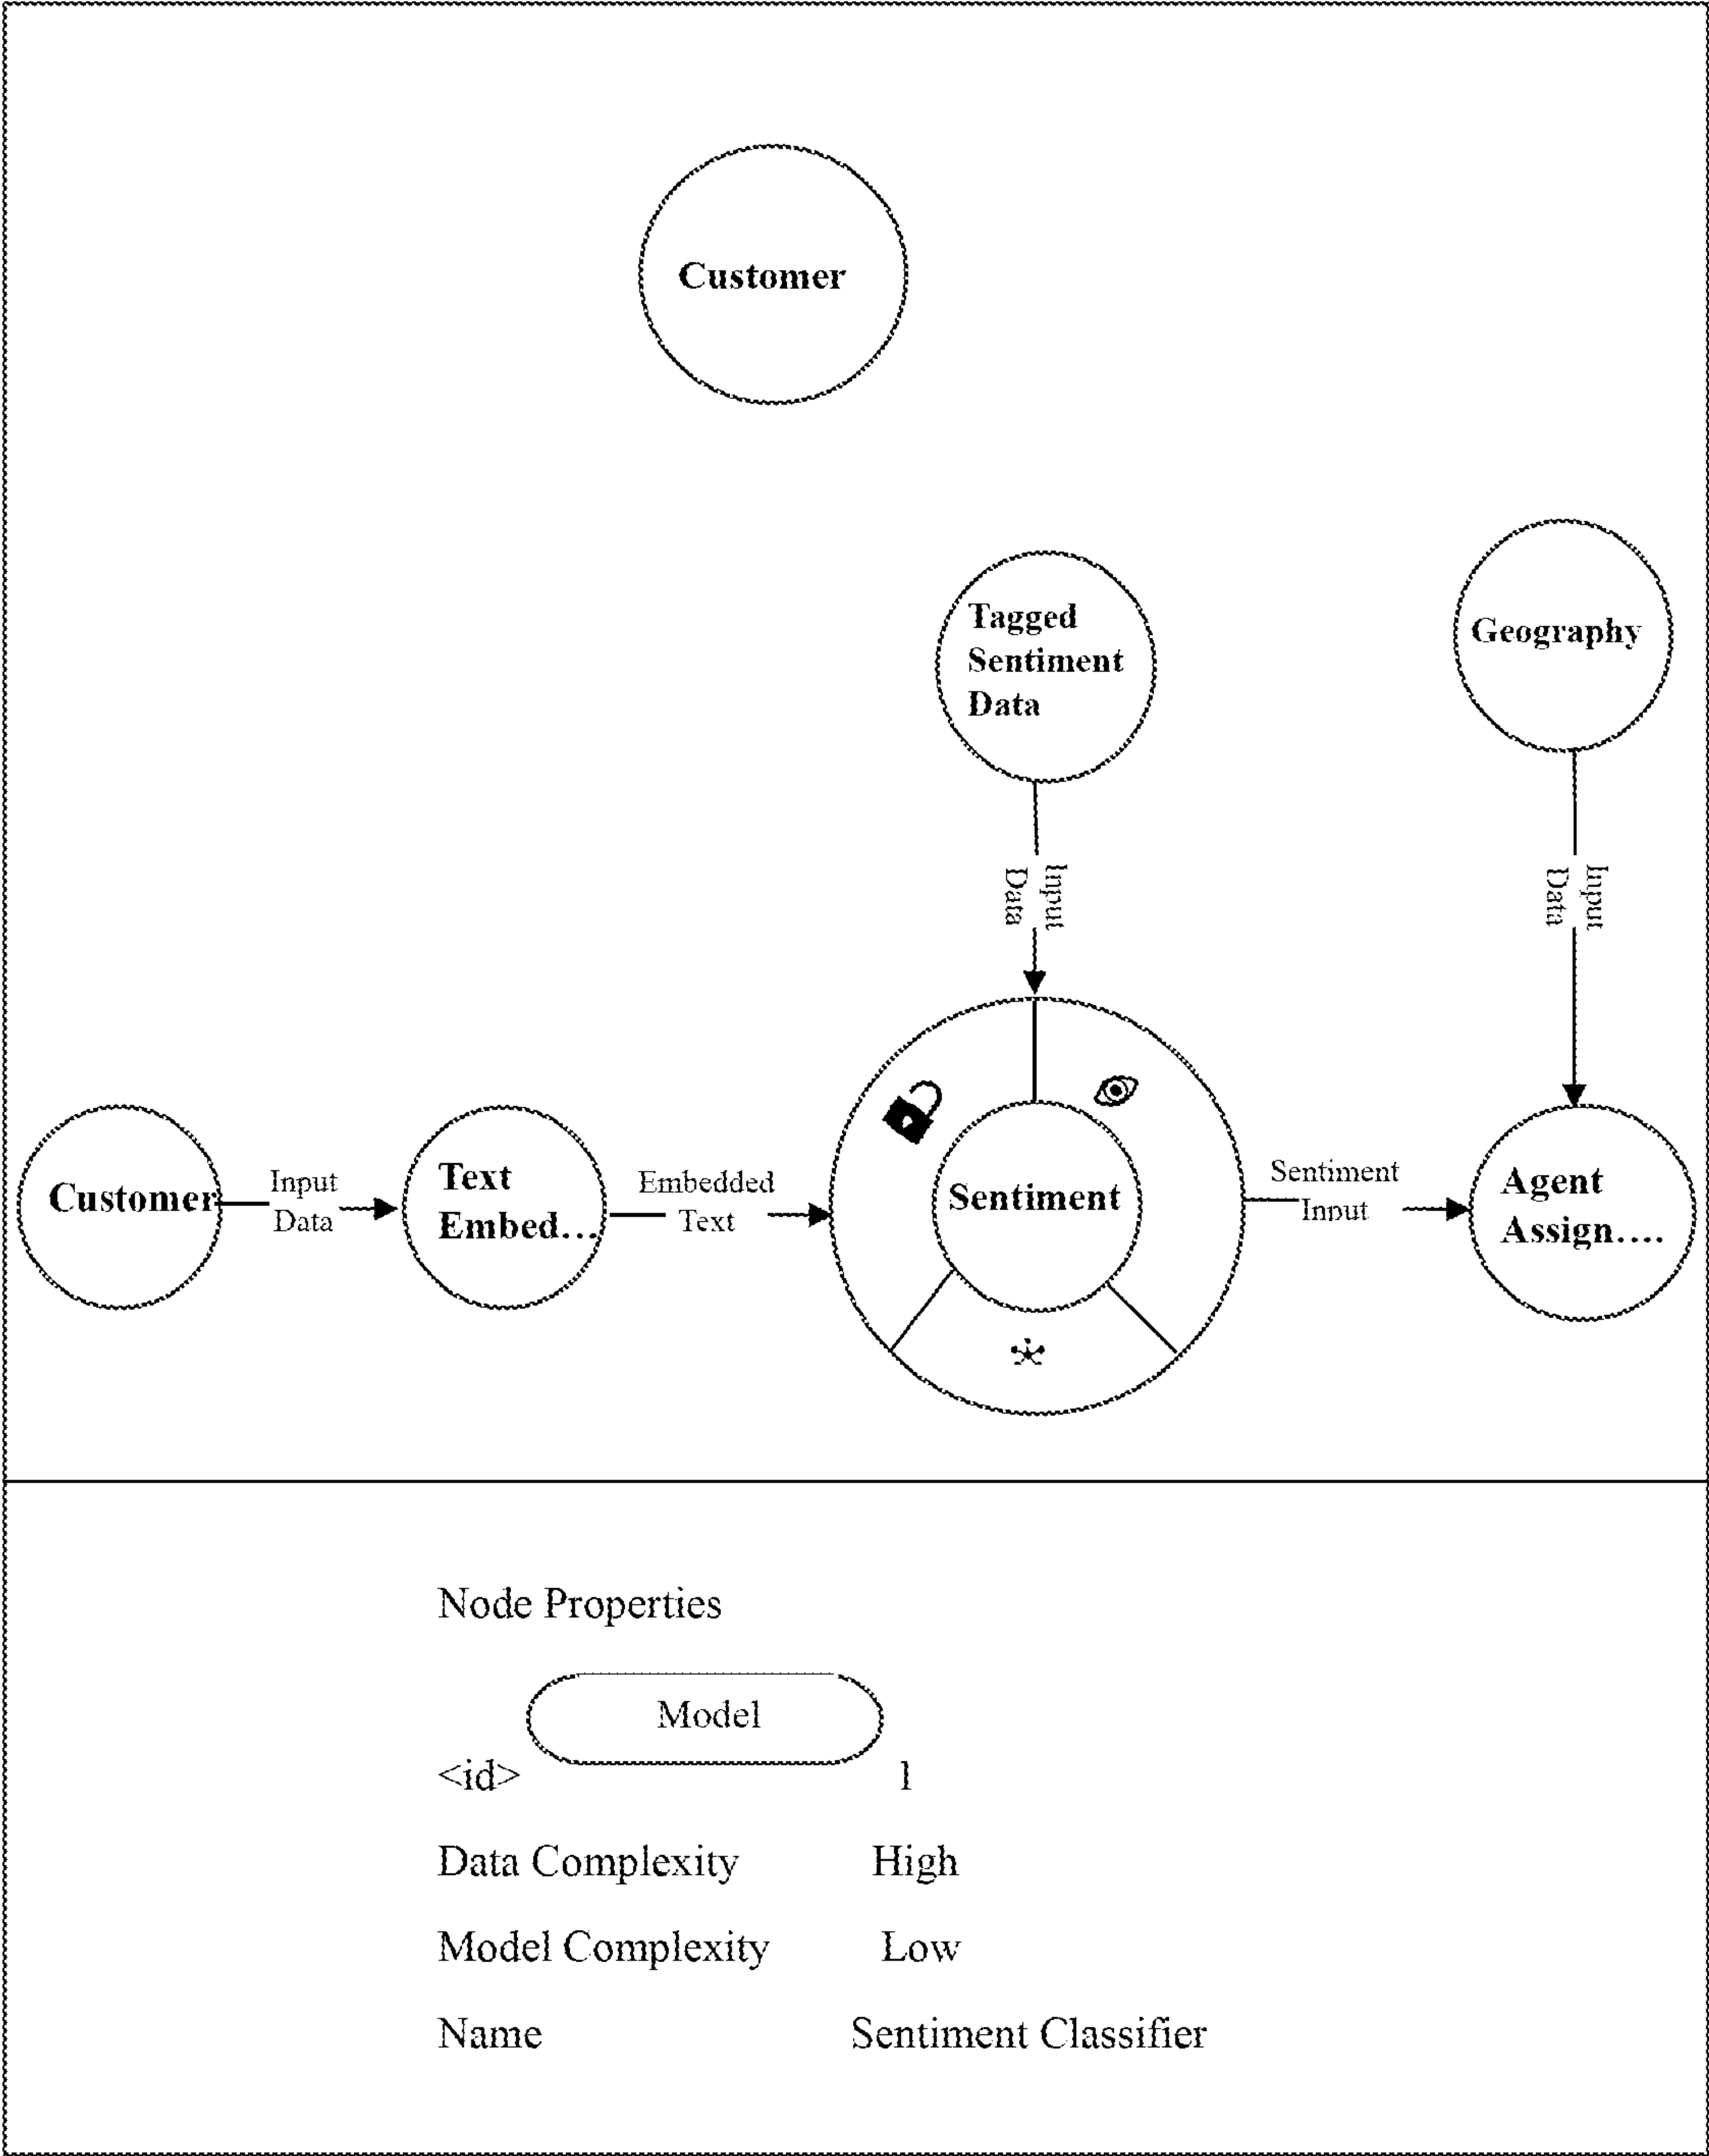 Customer
Tagged
Sentiment
Data
Geography
Input
Data
Input
Data
Customer
Input
Data
Text
Embed...
Embedded
Text
Sentiment
Sentiment
Input
Agent
Assign....
Node Properties
Model
<id> 1
Data Complexity High
Model Complexity Low
Name Sentiment Classifier